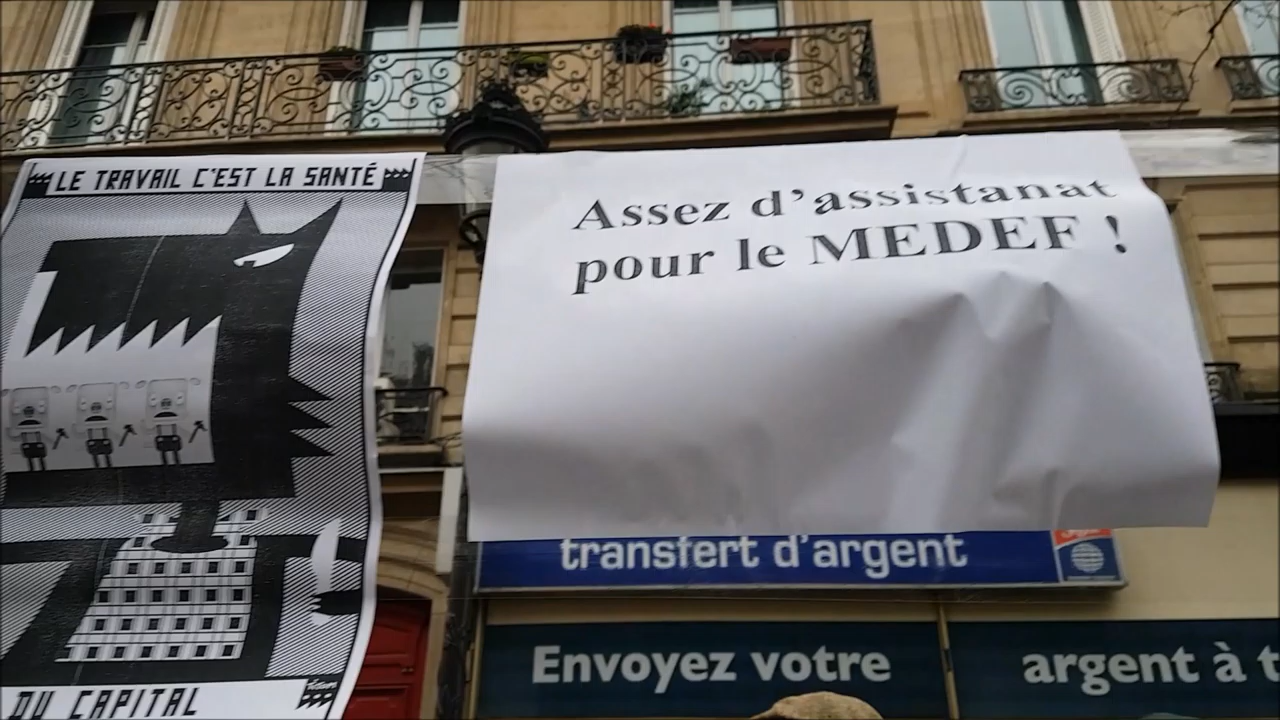 LE TRAVAIL C'EST LA SANTÉ
DU CAPITAL
Assez d'assistanat
pour le MEDEF !
transfert d'argent
Envoyez votre
argent à t